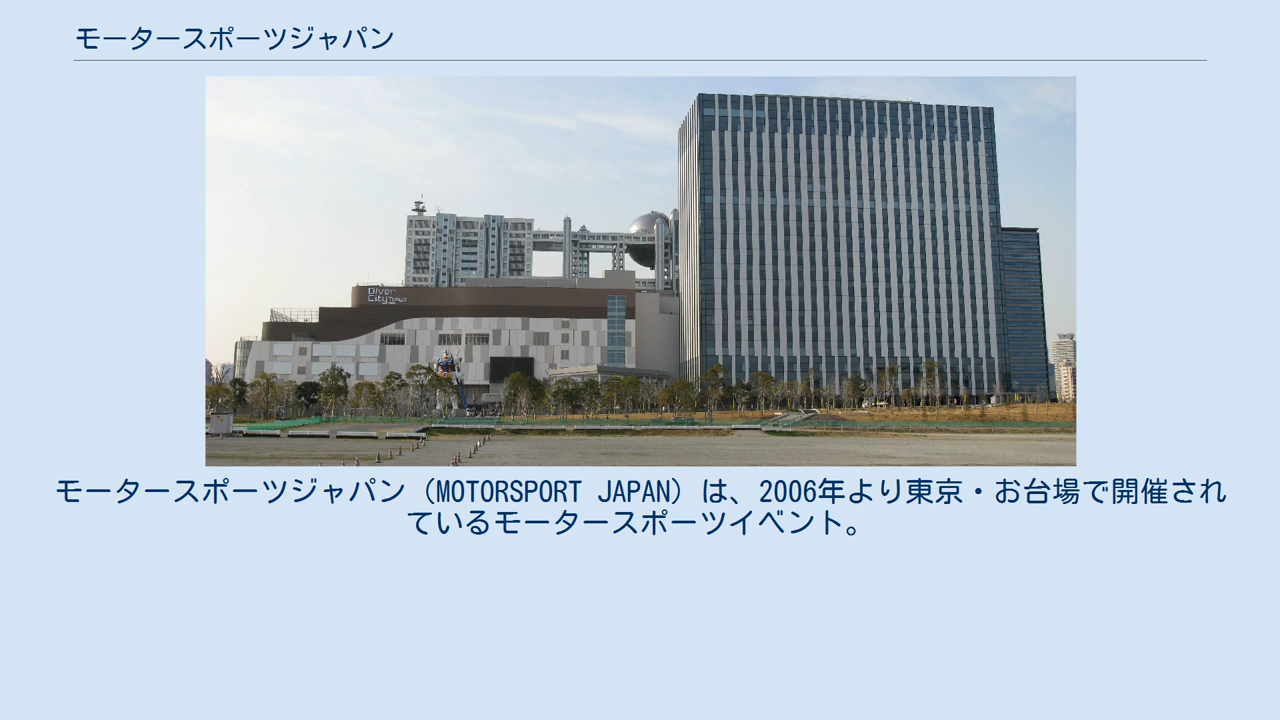 モータースポーツジャパン
Diver
City Tokyo
モータースポーツジャパン（MOTORSPORT JAPAN）は、2006年より東京・お台場で開催され
ているモータースポーツイベント。